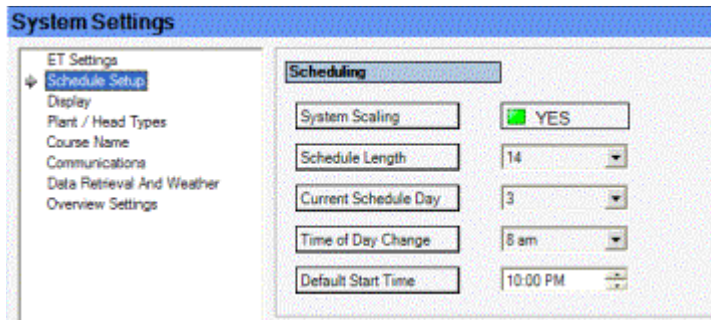 System Settings
ET Settings
Schedule Setup
Display
Plant / Head Types
Course Name
Communications
Data Retrieval And Weather
Overview Settings
Scheduling
System Scaling YES
Schedule Length 14
Current Schedule Day 3
Time of Day Change 8 am
Default Start Time 10:00 PM